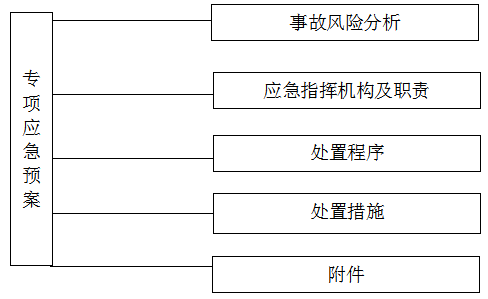 专项应急预案
事故风险分析
应急指挥机构及职责
处置程序
处置措施
附件